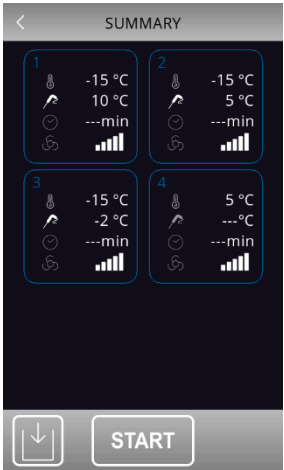 SUMMARY
1
-15 °C
10 °C
---min
2
-15 °C
5 °C
---min
3
-15 °C
-2 °C
---min
4
5 °C
---°C
---min
START